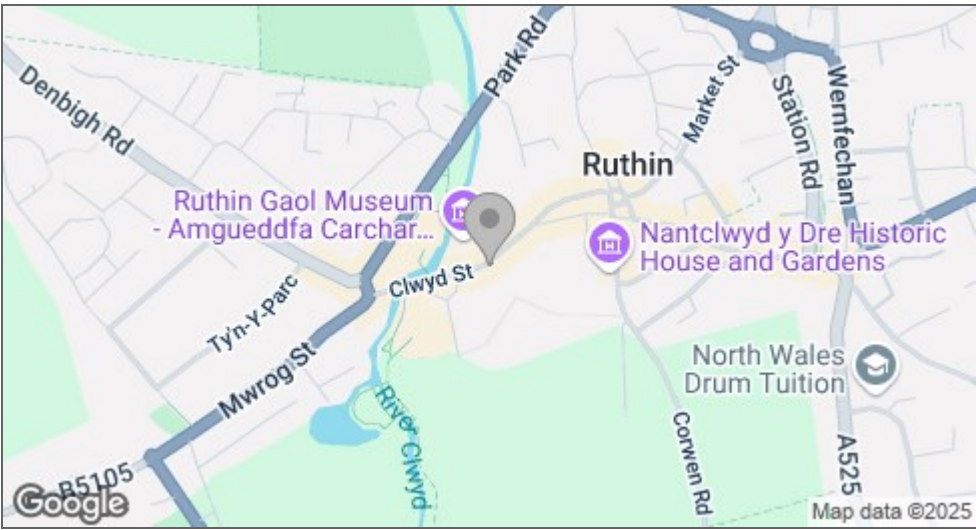 Park Rd
Denbigh Rd
Market St
Wernfechan
Station Rd
Ruthin
Ruthin Gaol Museum
- Amgueddfa Carchar...
Nantclwyd y Dre Historic
House and Gardens
Clwyd St
Ty'n-Y-Parc
Mwrog St
North Wales
Drum Tuition
River Clwyd
Corwen Rd
A525
B5105
Google
Map data ©2025